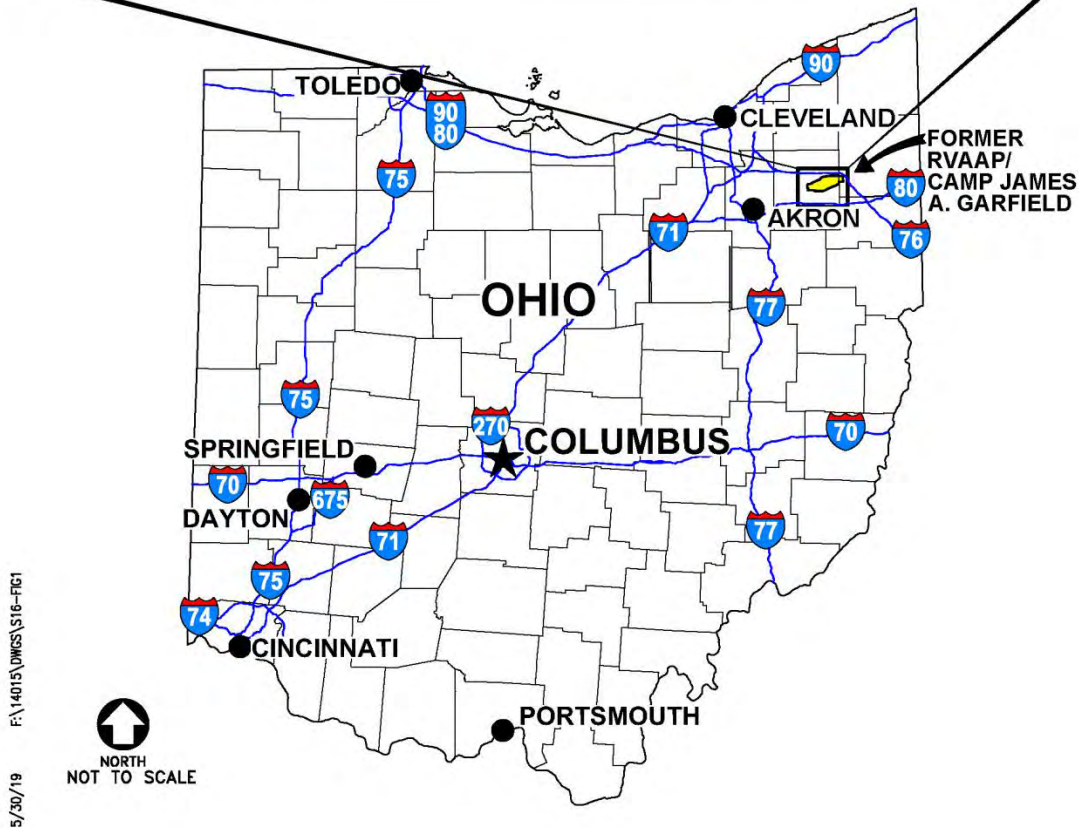 90
TOLEDO
90
80
CLEVELAND
FORMER
RVAAP/
CAMP JAMES
A. GARFIELD
75
80
AKRON
71
76
OHIO
77
75
270
COLUMBUS
70
SPRINGFIELD
70
675
DAYTON
71
77
75
74
CINCINNATI
PORTSMOUTH
NORTH
NOT TO SCALE
F:\14015\DWGS\S16-FIG1
5/30/19